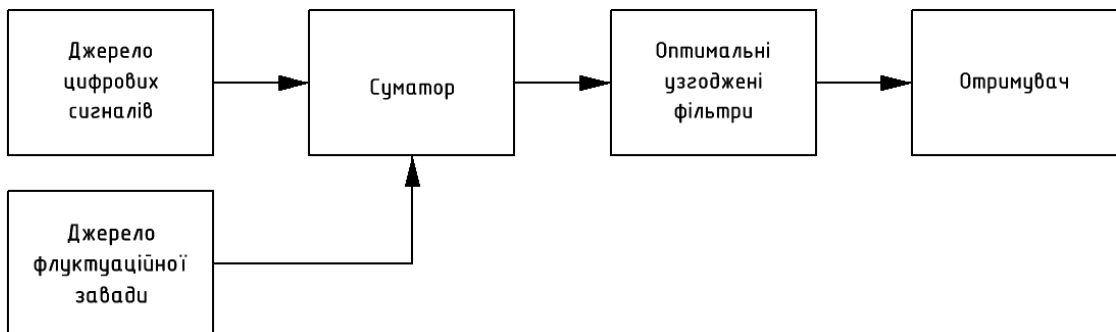 Джерело
цифрових
сигналів
Суматор
Оптимальні
узгоджені
фільтри
Отримувач
Джерело
флуктуаційної
завади